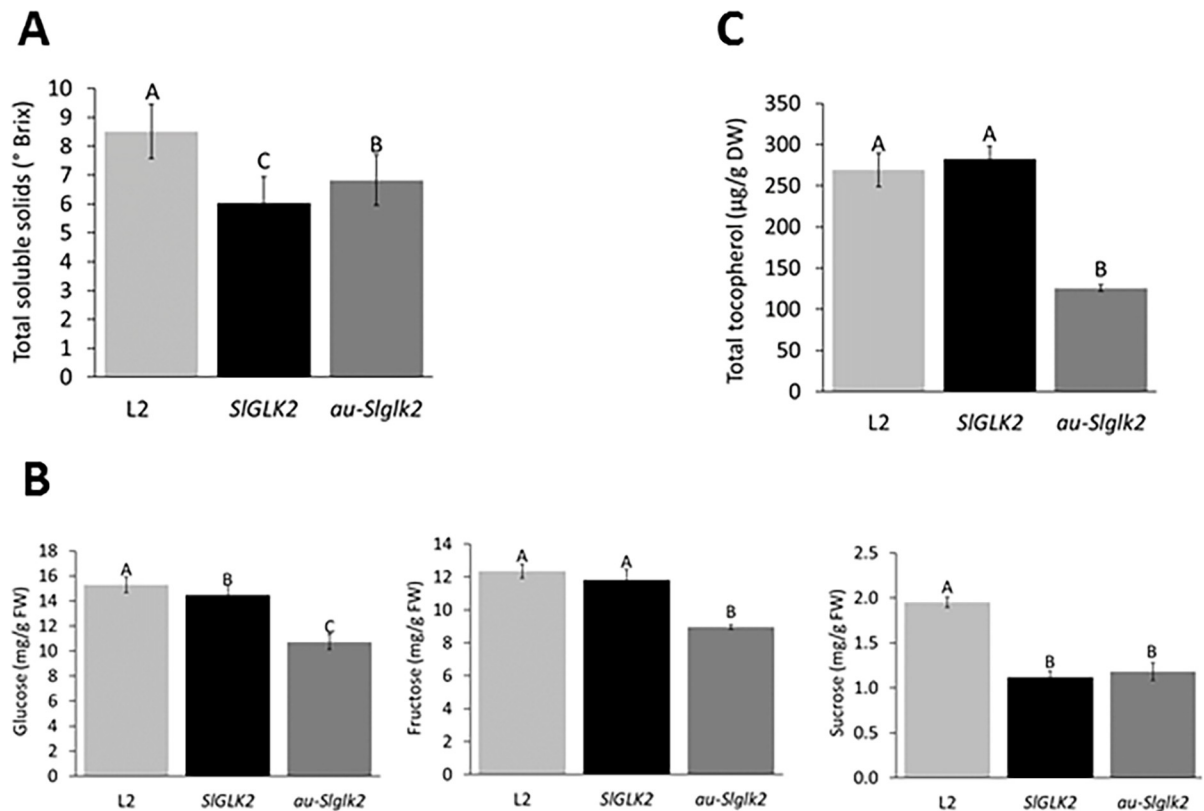 A
Total soluble solids (° Brix)
10
9
8
7
6
5
4
3
2
1
0
A
C
B
L2 SlGLK2 au-Slglk2
C
Total tocopherol (µg/g DW)
350
300
250
200
150
100
50
0
A
A
B
L2 SlGLK2 au-Slglk2
B
Glucose (mg/g FW)
18
16
14
12
10
8
6
4
2
0
A
B
C
L2 SlGLK2 au-Slglk2
Fructose (mg/g FW)
14
12
10
8
6
4
2
0
A
A
B
L2 SlGLK2 au-Slglk2
Sucrose (mg/g FW)
2.5
2.0
1.5
1.0
0.5
0.0
A
B
B
L2 SlGLK2 au-Slglk2